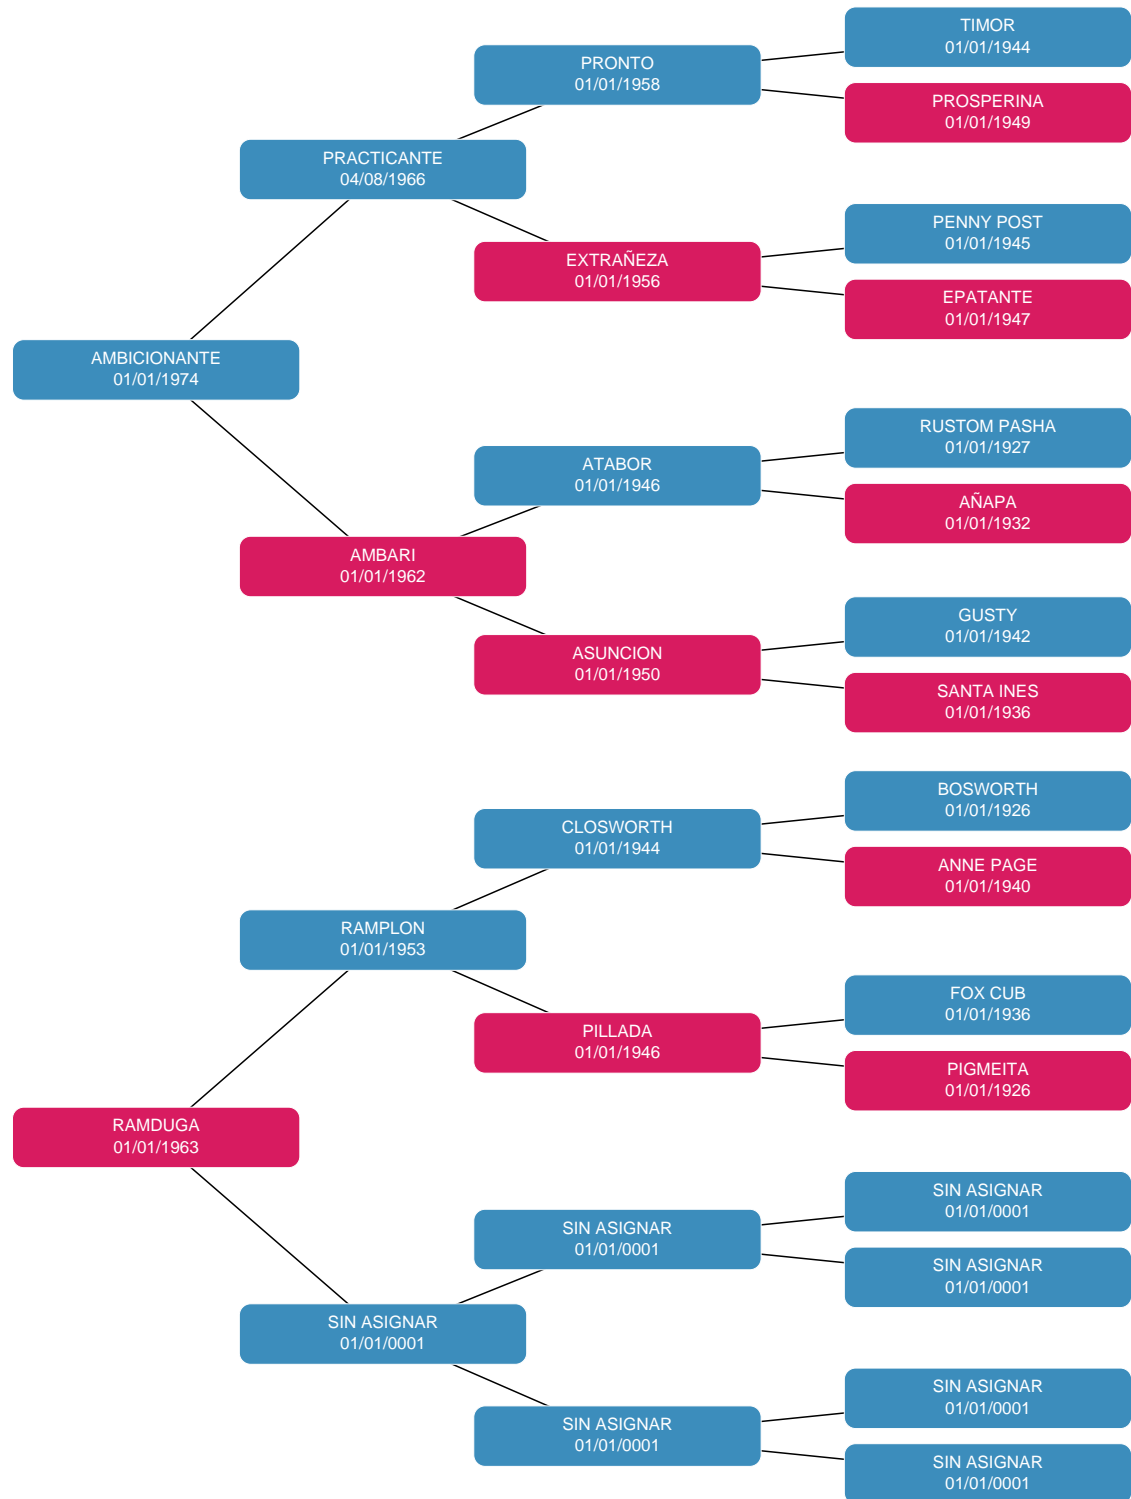 TIMOR
01/01/1944
PRONTO
01/01/1958
PROSPERINA
01/01/1949
PRACTICANTE
04/08/1966
PENNY POST
01/01/1945
EXTRAÑEZA
01/01/1956
EPATANTE
01/01/1947
AMBICIONANTE
01/01/1974
RUSTOM PASHA
01/01/1927
ATABOR
01/01/1946
AÑAPA
01/01/1932
AMBARI
01/01/1962
GUSTY
01/01/1942
ASUNCION
01/01/1950
SANTA INES
01/01/1936
BOSWORTH
01/01/1926
CLOSWORTH
01/01/1944
ANNE PAGE
01/01/1940
RAMPLON
01/01/1953
FOX CUB
01/01/1936
PILLADA
01/01/1946
PIGMEITA
01/01/1926
RAMDUGA
01/01/1963
SIN ASIGNAR
01/01/0001
SIN ASIGNAR
01/01/0001
SIN ASIGNAR
01/01/0001
SIN ASIGNAR
01/01/0001
SIN ASIGNAR
01/01/0001
SIN ASIGNAR
01/01/0001
SIN ASIGNAR
01/01/0001